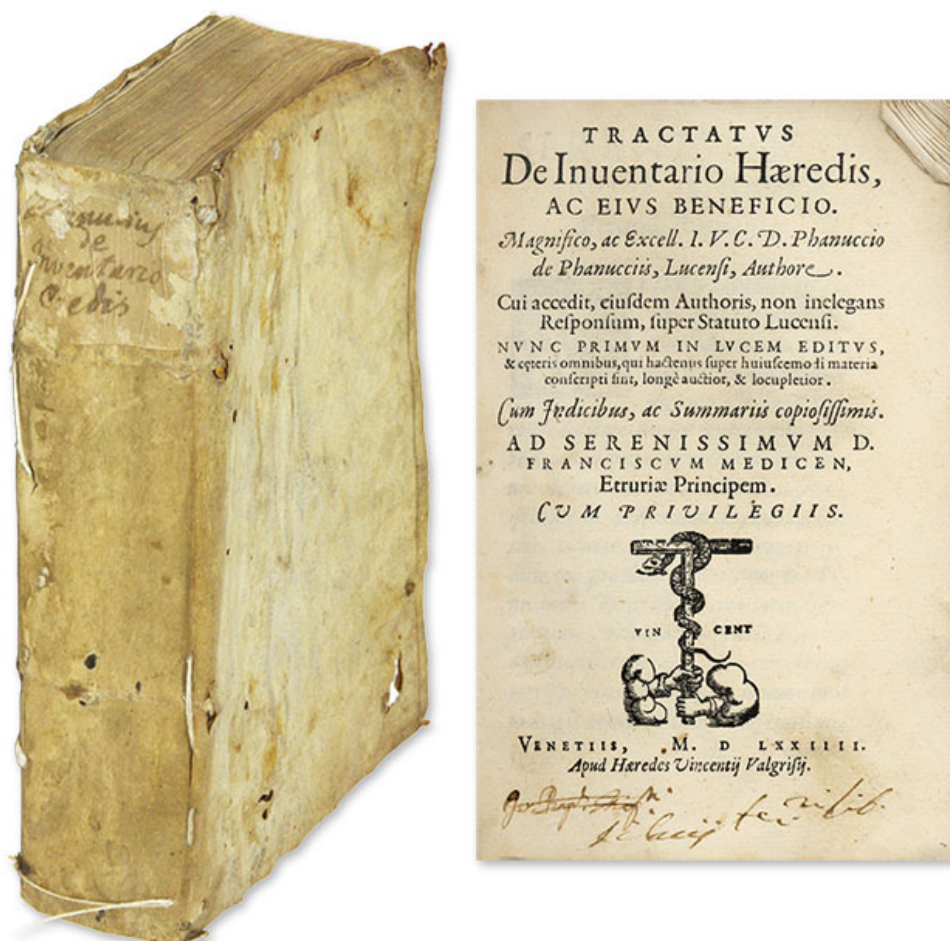 de
Inventario
TRACTATVS
De Inuentario Hæredis,
AC EIVS BENEFICIO.
Magnifico, ac Excell. I. V. C. D. Phanuccio
de Phanucciis, Lucenſi, Authore.
Cui accedit, eiuſdem Authoris, non inelegans
Reſponſum, ſuper Statuto Lucenſi.
NVNC PRIMVM IN LVCEM EDITVS,
& cęteris omnibus, qui hactenus ſuper huiuſcemodi materia
conſcripti ſint, longè auctior, & locupletior.
Cum Indicibus, ac Summariis copioſiſſimis.
AD SERENISSIMVM D.
FRANCISCVM MEDICEN,
Etruriæ Principem.
CVM PRIVILEGIIS.
VIN CENT
VENETIIS, M. D LXXIIII.
Apud Hæredes Vincentij Valgriſij.